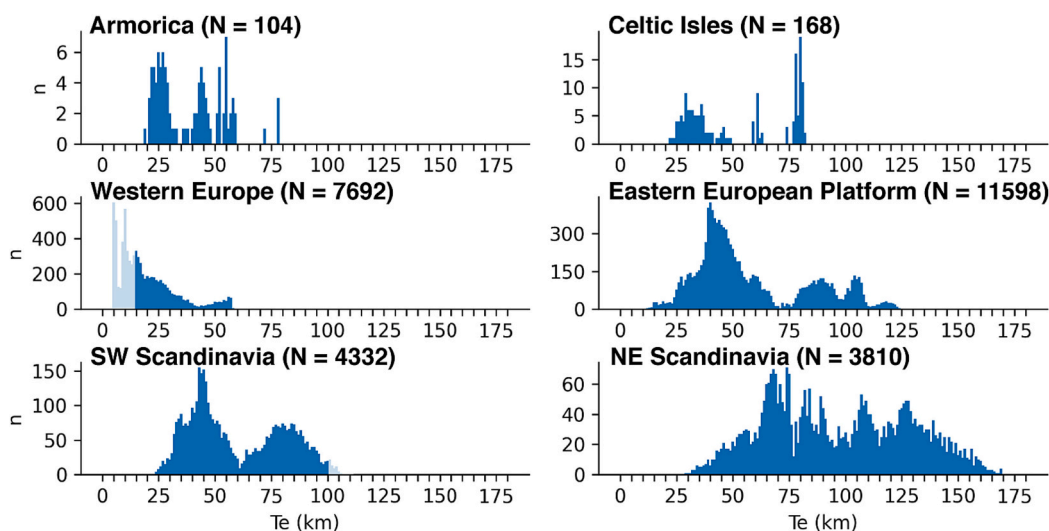 Armorica (N = 104)
6
4
2
0
n
0 25 50 75 100 125 150 175
Celtic Isles (N = 168)
15
10
5
0
0 25 50 75 100 125 150 175
Western Europe (N = 7692)
600
400
200
0
n
0 25 50 75 100 125 150 175
Eastern European Platform (N = 11598)
300
150
0
0 25 50 75 100 125 150 175
SW Scandinavia (N = 4332)
150
100
50
0
n
0 25 50 75 100 125 150 175
Te (km)
NE Scandinavia (N = 3810)
60
40
20
0
0 25 50 75 100 125 150 175
Te (km)